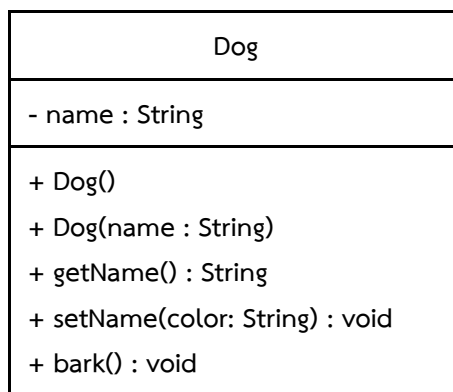 Dog
- name : String
+ Dog()
+ Dog(name : String)
+ getName() : String
+ setName(color: String) : void
+ bark() : void